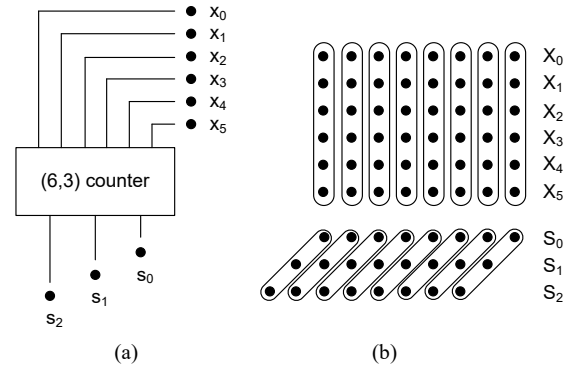 x0
x1
x2
x3
x4
x5
(6,3) counter
s0
s1
s2
(a)
X0
X1
X2
X3
X4
X5
S0
S1
S2
(b)